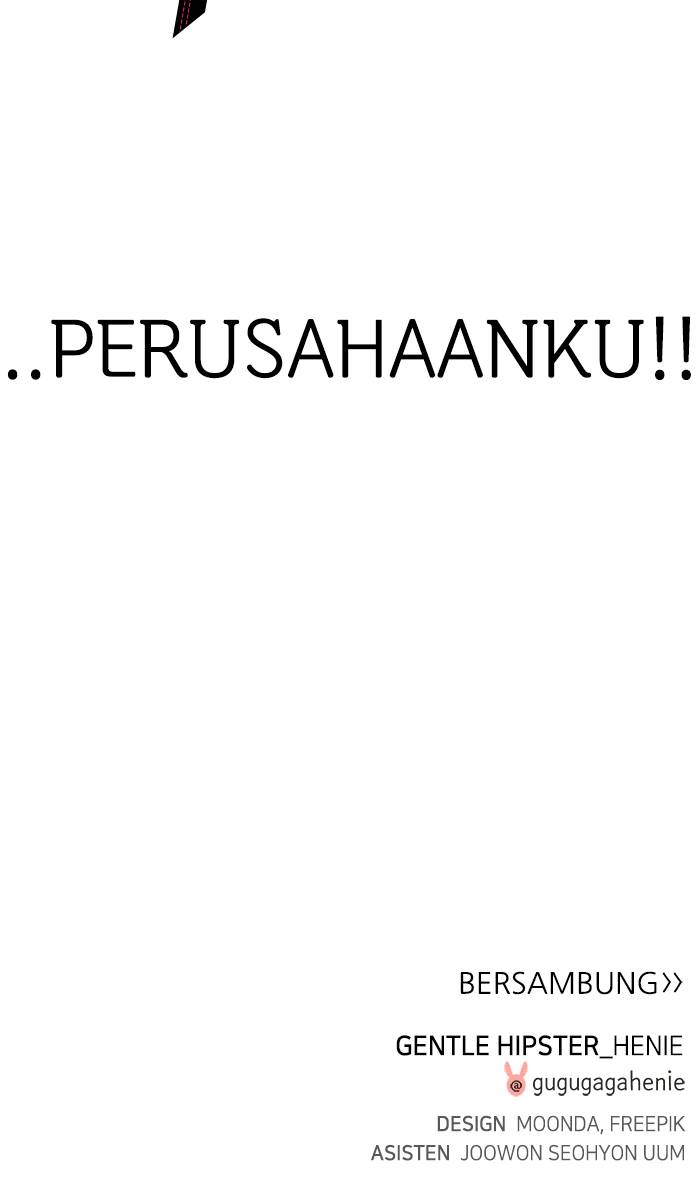 ..PERUSAHAANKU!!
BERSAMBUNG>>
GENTLE HIPSTER_HENIE
@ gugugagahenie
DESIGN MOONDA, FREEPIK
ASISTEN JOOWON SEOHYON UUM